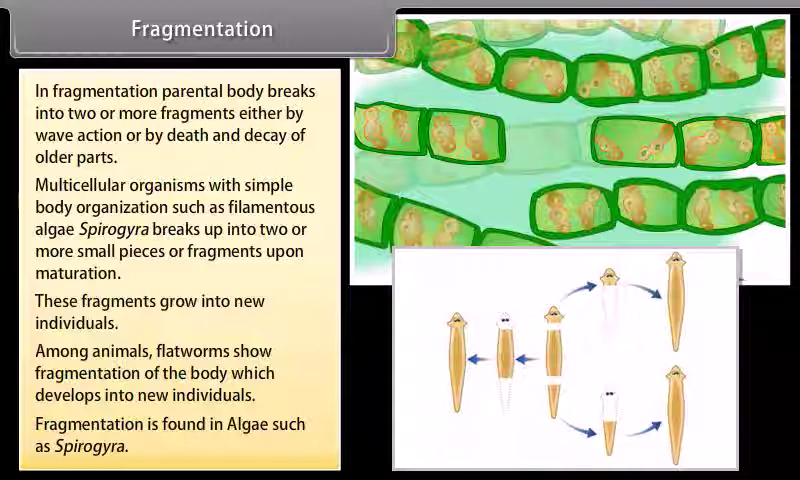 Fragmentation
In fragmentation parental body breaks
into two or more fragments either by
wave action or by death and decay of
older parts.
Multicellular organisms with simple
body organization such as filamentous
algae Spirogyra breaks up into two or
more small pieces or fragments upon
maturation.
These fragments grow into new
individuals.
Among animals, flatworms show
fragmentation of the body which
develops into new individuals.
Fragmentation is found in Algae such
as Spirogyra.